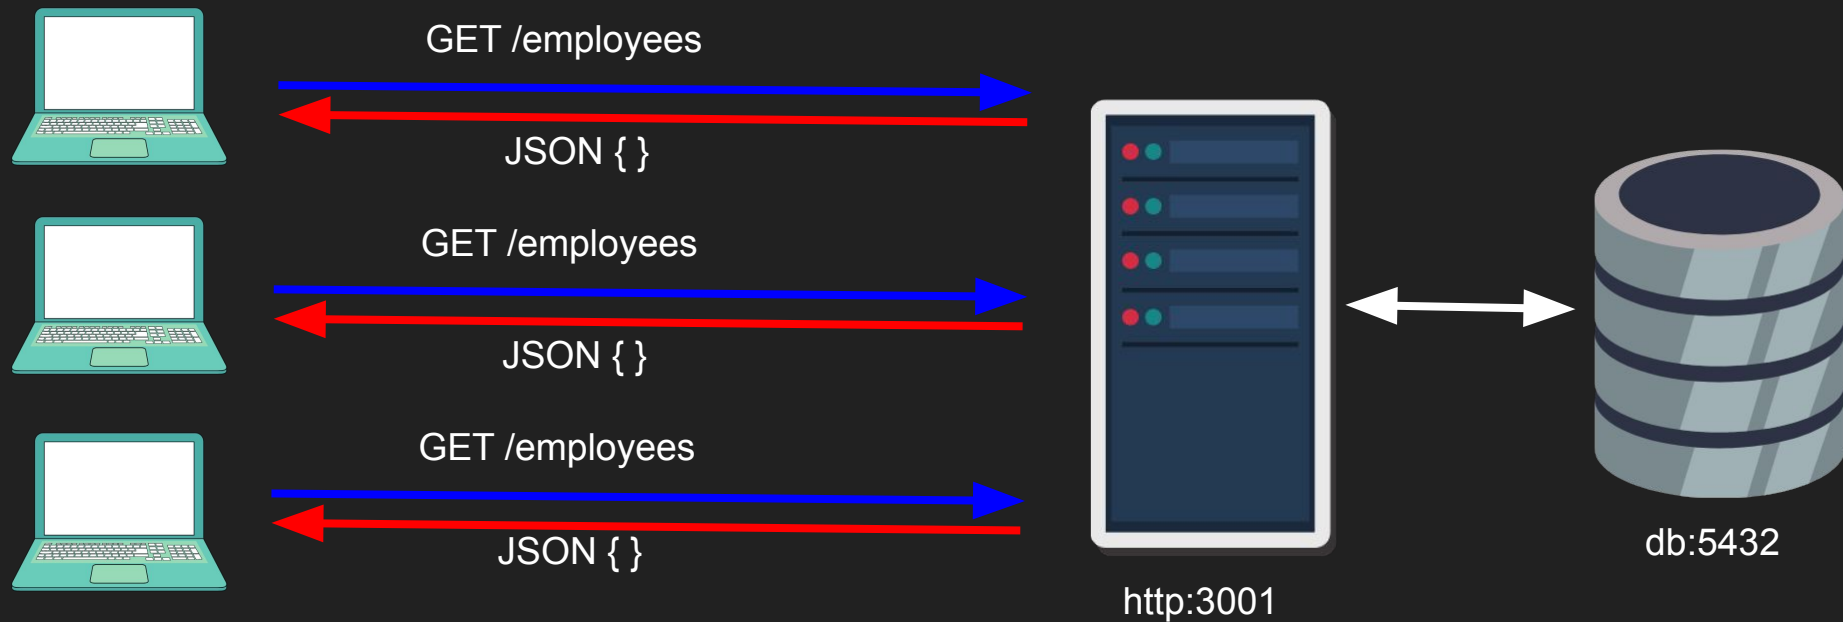 GET /employees
JSON { }
GET /employees
JSON { }
GET /employees
JSON { }
http:3001
db:5432